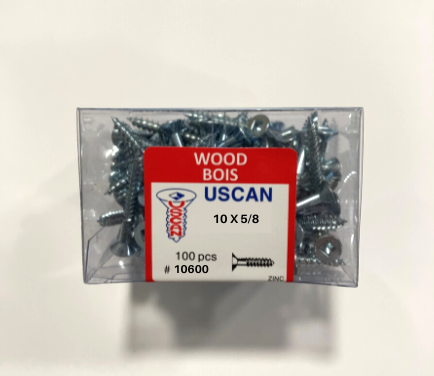 WOOD
BOIS
USCAN
USCAN
10 X 5/8
100 pcs
# 10600
ZINC